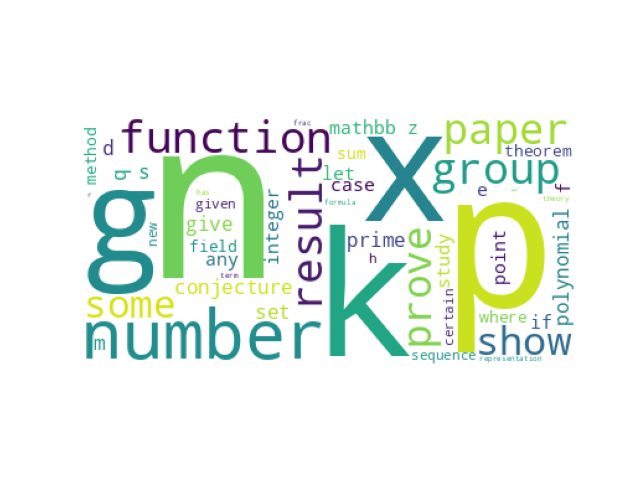 frac
method
d
function
mathbb z
paper
theorem
sum
q s
let
case
group
g
n
result
x
e
-
f
r
has
given
theory
formula
new
give
integer
field
any
prime
h
prove
study
p
point
polynomial
term
conjecture
k
some
set
certain
where
if
number
m
show
sequence
representation